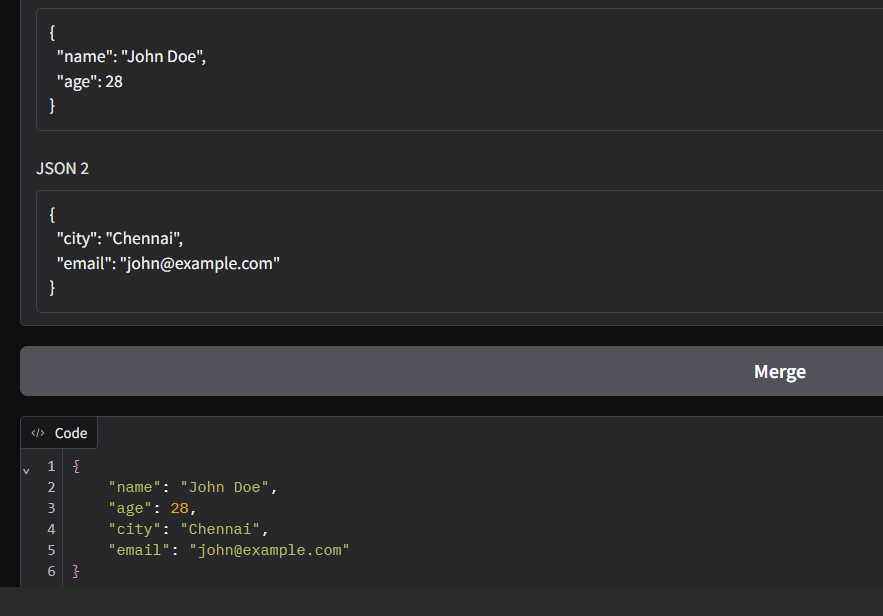 {
  "name": "John Doe",
  "age": 28
}
JSON 2
{
  "city": "Chennai",
  "email": "john@example.com"
}
Merge
</> Code
1 {
2     "name": "John Doe",
3     "age": 28,
4     "city": "Chennai",
5     "email": "john@example.com"
6 }